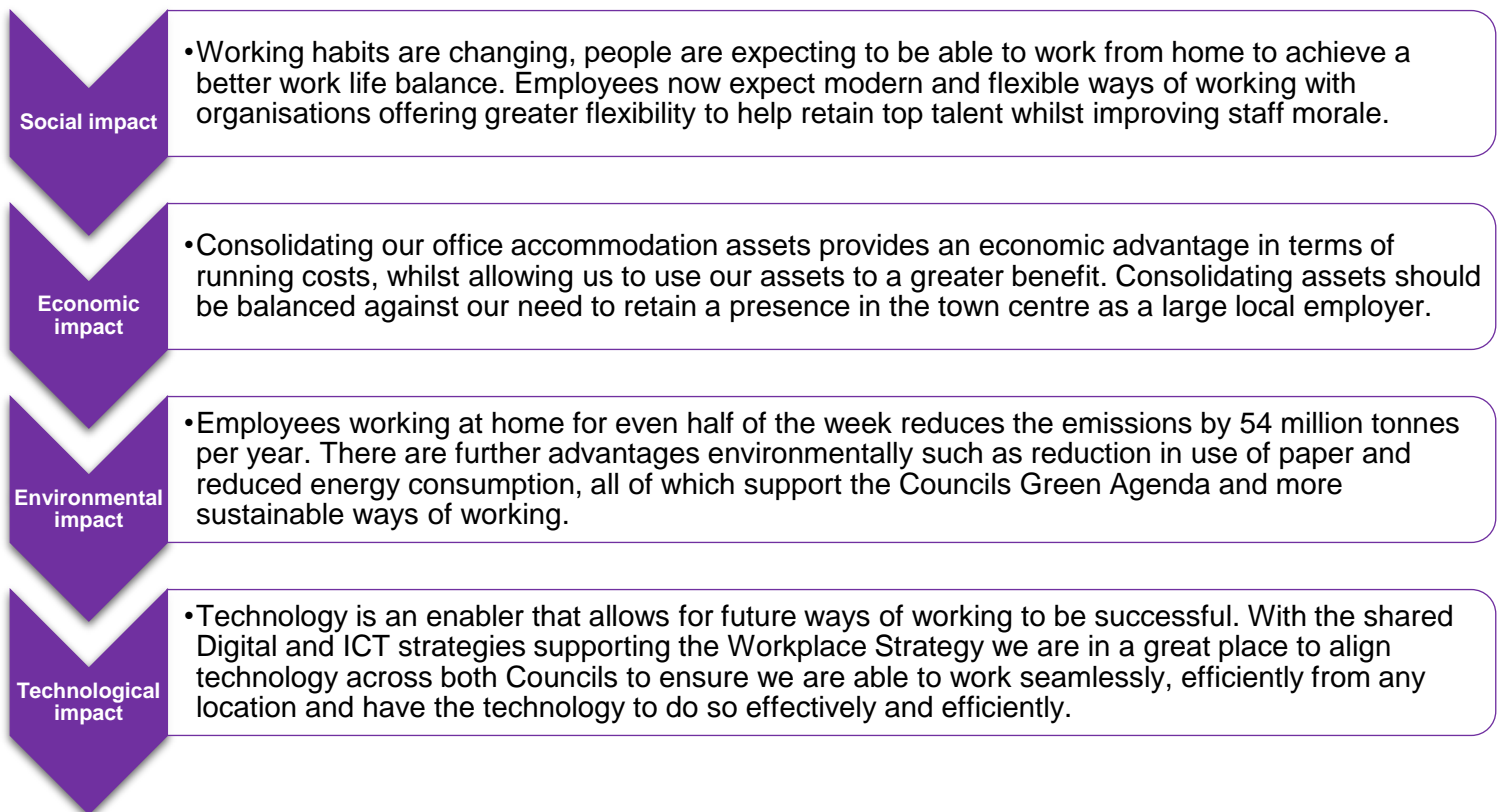 Social impact
•Working habits are changing, people are expecting to be able to work from home to achieve a
better work life balance. Employees now expect modern and flexible ways of working with
organisations offering greater flexibility to help retain top talent whilst improving staff morale.
Economic
impact
•Consolidating our office accommodation assets provides an economic advantage in terms of
running costs, whilst allowing us to use our assets to a greater benefit. Consolidating assets should
be balanced against our need to retain a presence in the town centre as a large local employer.
Environmental
impact
•Employees working at home for even half of the week reduces the emissions by 54 million tonnes
per year. There are further advantages environmentally such as reduction in use of paper and
reduced energy consumption, all of which support the Councils Green Agenda and more
sustainable ways of working.
Technological
impact
•Technology is an enabler that allows for future ways of working to be successful. With the shared
Digital and ICT strategies supporting the Workplace Strategy we are in a great place to align
technology across both Councils to ensure we are able to work seamlessly, efficiently from any
location and have the technology to do so effectively and efficiently.